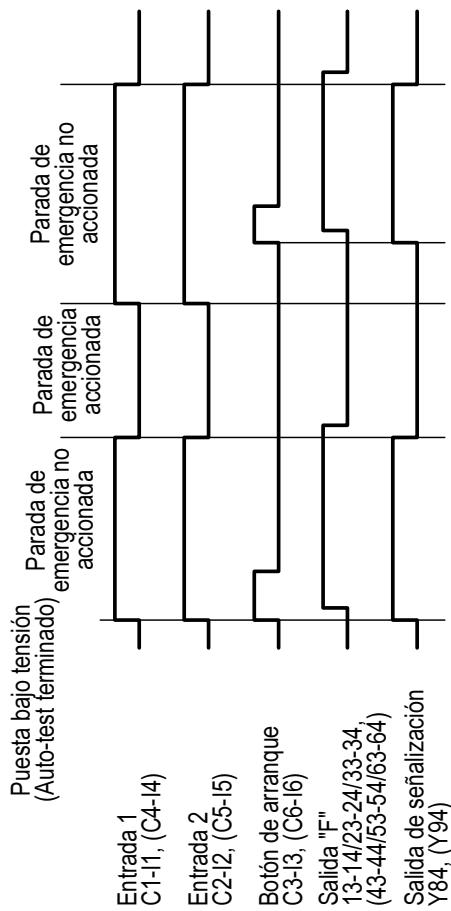 Puesta bajo tensión
(Auto-test terminado)
Parada de
emergencia no
accionada
Parada de
emergencia
accionada
Parada de
emergencia no
accionada
Entrada 1
C1-I1, (C4-I4)
Entrada 2
C2-I2, (C5-I5)
Botón de arranque
C3-I3, (C6-I6)
Salida "F"
13-14/23-24/33-34,
(43-44/53-54/63-64)
Salida de señalización
Y84, (Y94)